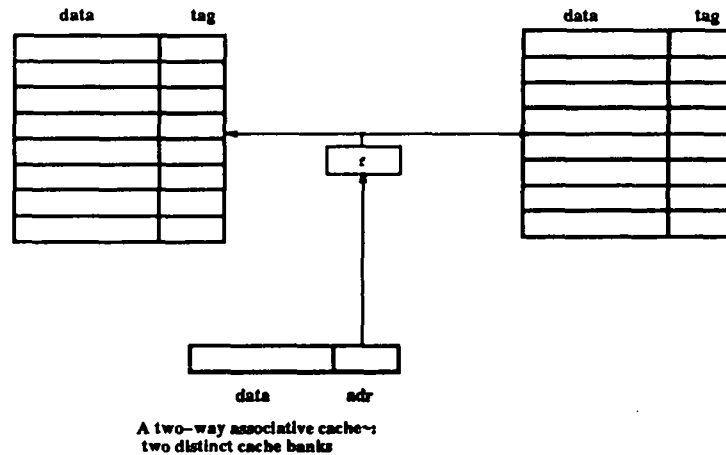 data tag data tag
f
data adr
A two-way associative cache~:
two distinct cache banks